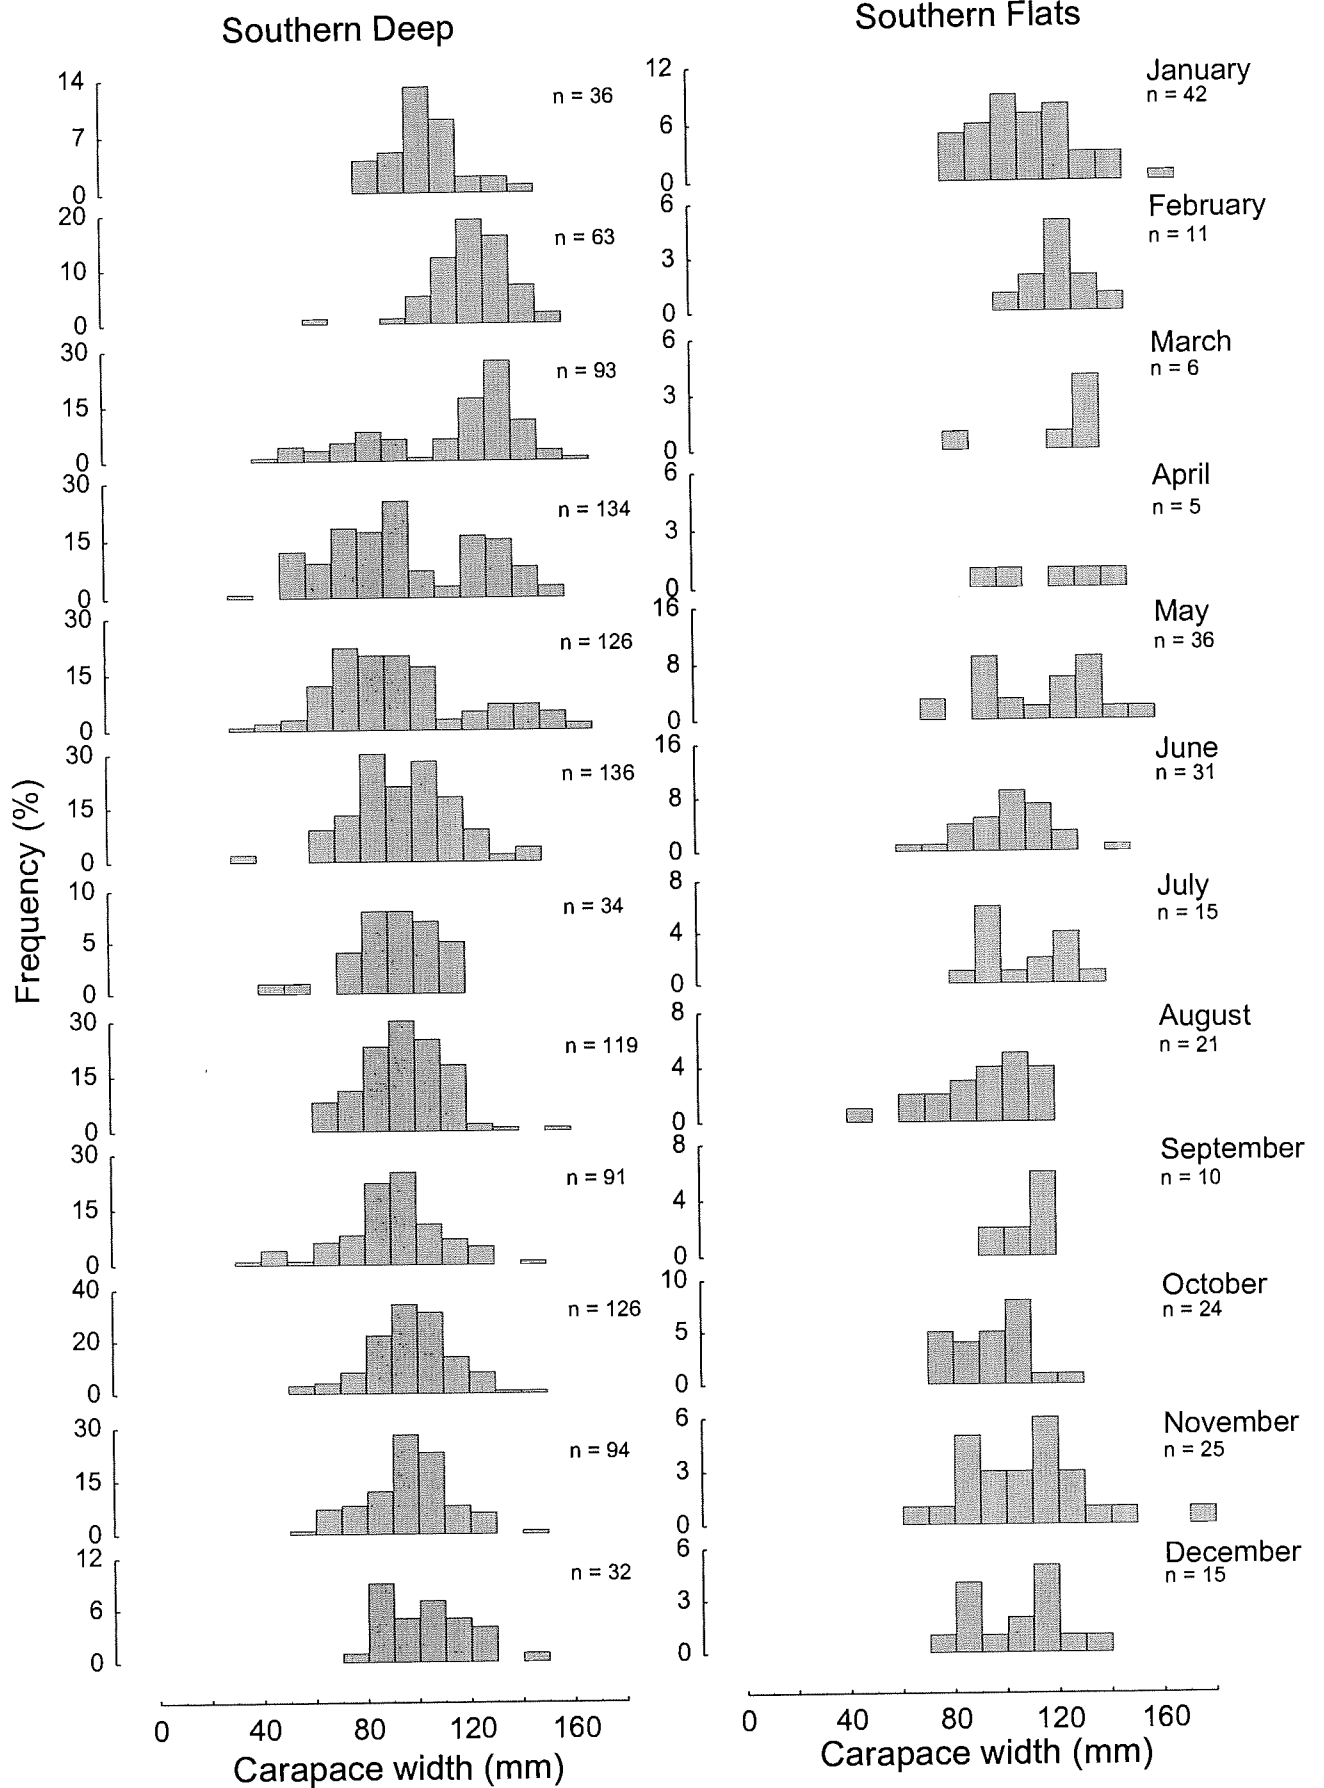 Southern Deep
Southern Flats
14
7
0
n = 36
12
6
0
January
n = 42
20
10
0
n = 63
6
3
0
February
n = 11
30
15
0
n = 93
6
3
0
March
n = 6
30
15
0
n = 134
6
3
0
April
n = 5
30
15
0
n = 126
16
8
0
May
n = 36
30
15
0
n = 136
16
8
0
June
n = 31
10
5
0
n = 34
8
4
0
July
n = 15
30
15
0
n = 119
8
4
0
August
n = 21
30
15
0
n = 91
8
4
0
September
n = 10
40
20
0
n = 126
10
5
0
October
n = 24
30
15
0
n = 94
6
3
0
November
n = 25
12
6
0
n = 32
6
3
0
December
n = 15
Frequency (%)
0 40 80 120 160
Carapace width (mm)
0 40 80 120 160
Carapace width (mm)